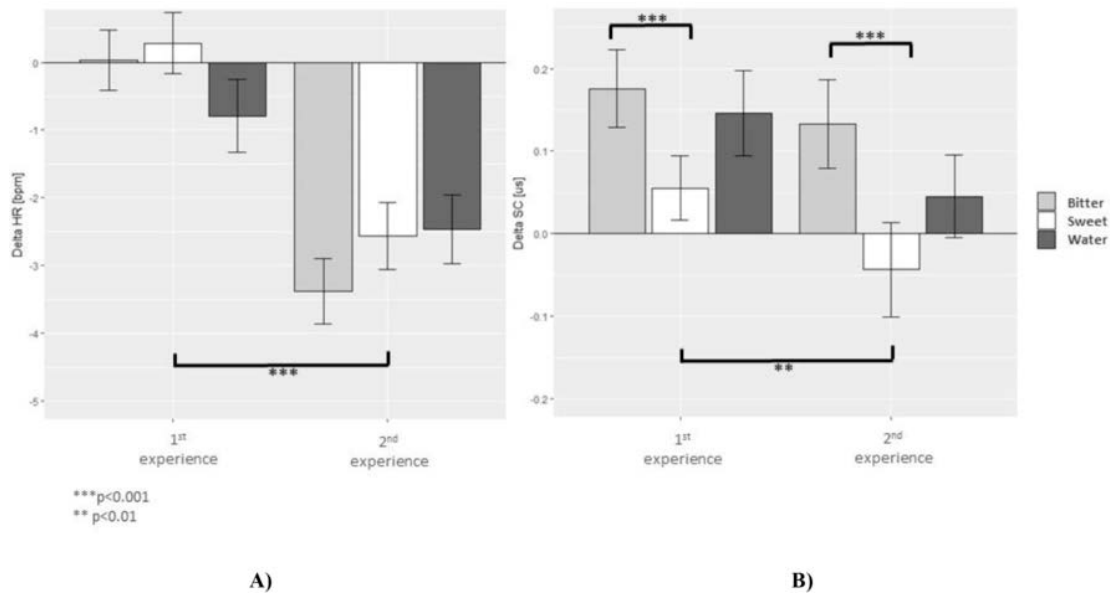 0
-1
-2
-3
-4
-5
Delta HR [bpm]
***
1st
experience
2nd
experience
***p<0.001
** p<0.01
A)
0.2
0.1
0.0
-0.1
-0.2
Delta SC [us]
***
***
**
1st
experience
2nd
experience
Bitter
Sweet
Water
B)